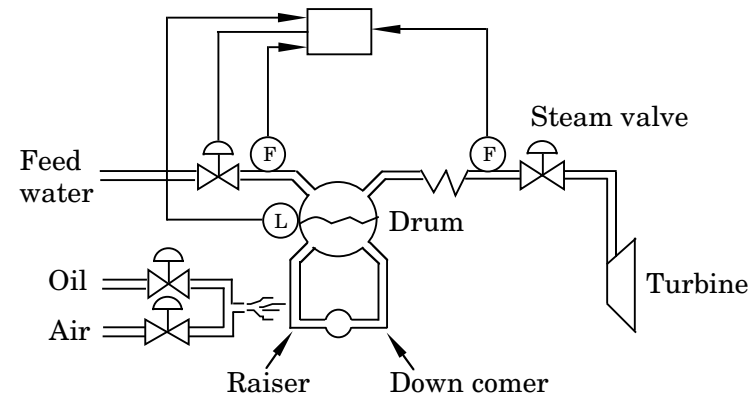 Steam valve
F
F
Feed
water
L
Drum
Oil
Turbine
Air
Raiser
Down comer